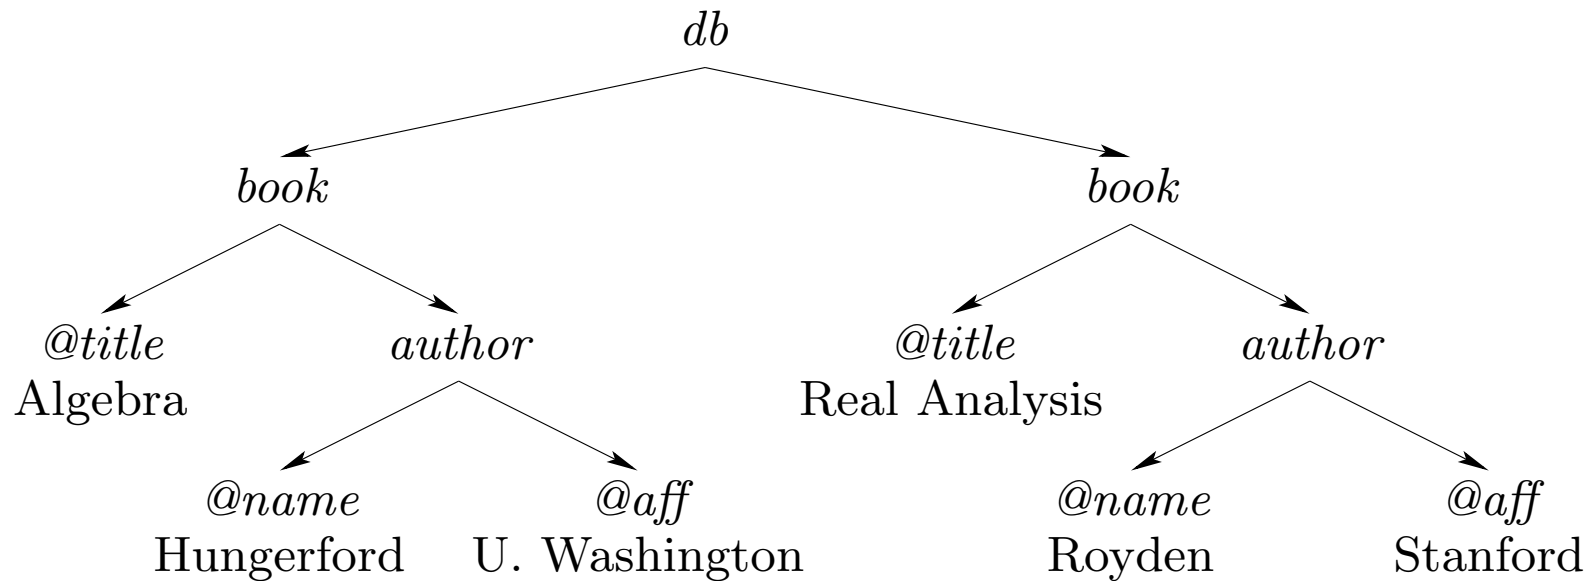 db
book
book
@title
author
@title
author
Algebra
Real Analysis
@name
@aff
@name
@aff
Hungerford
U. Washington
Royden
Stanford